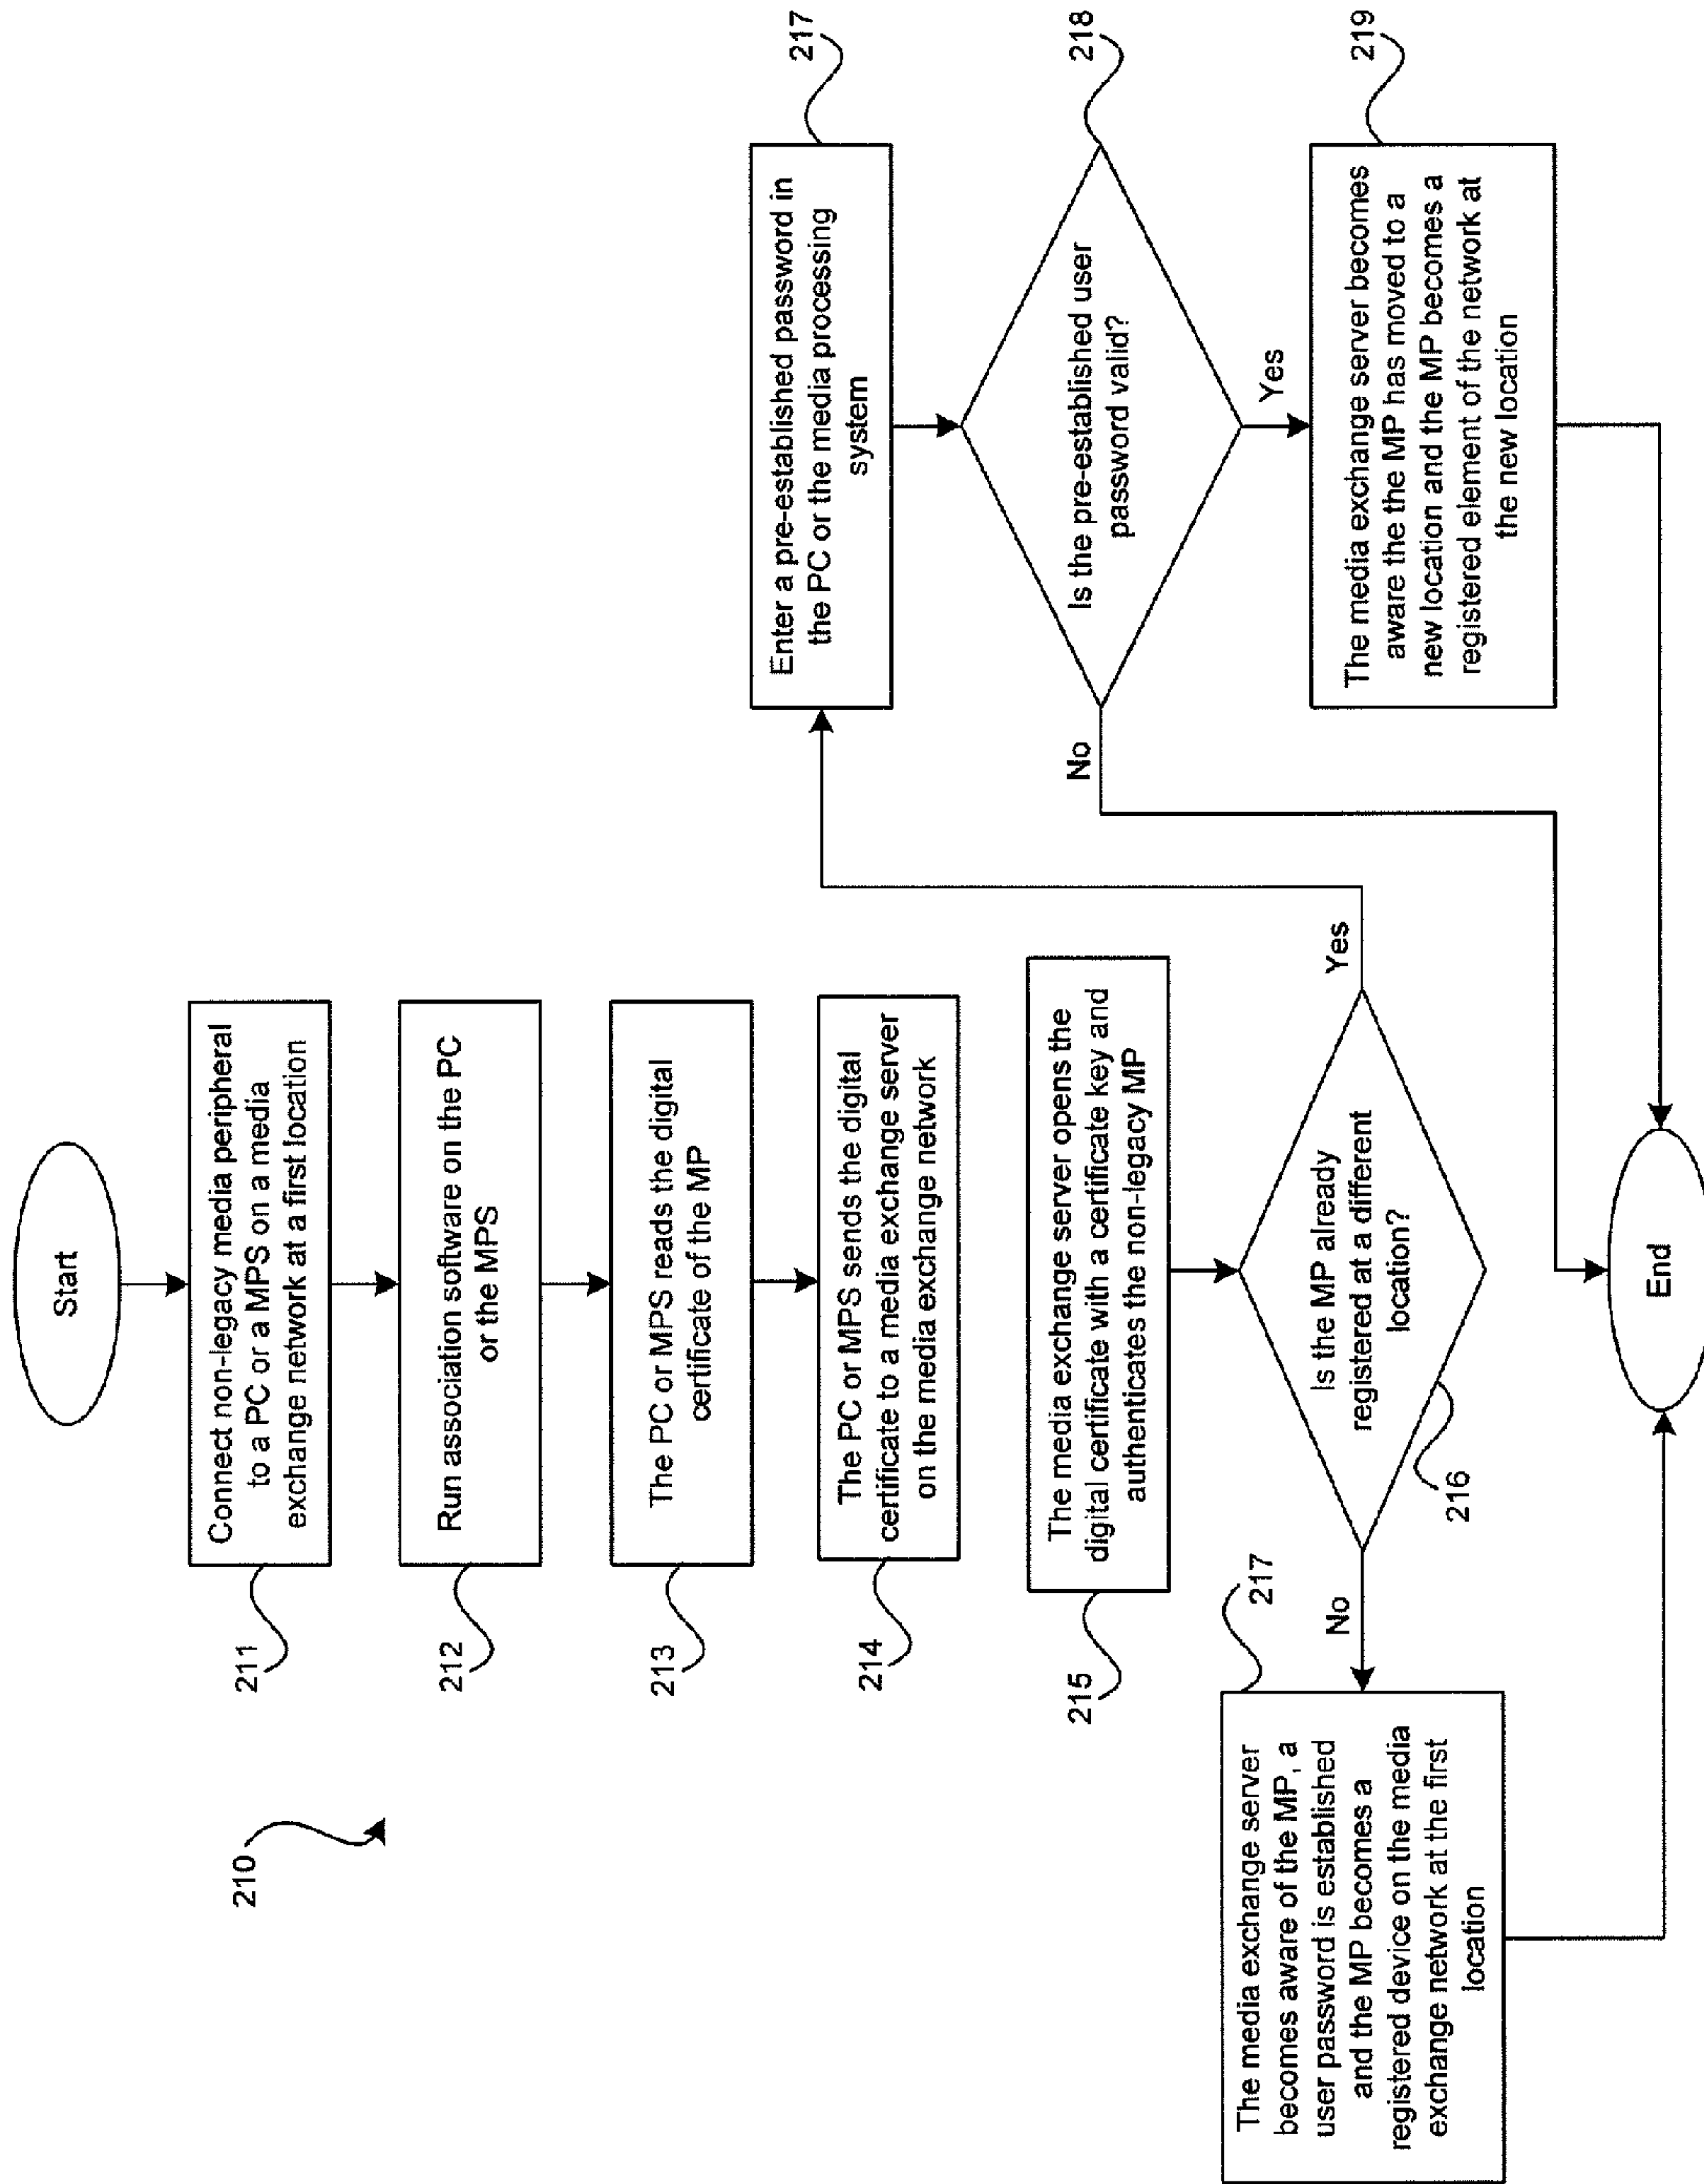 210
Start
211
Connect non-legacy media peripheral
to a PC or a MPS on a media
exchange network at a first location
212
Run association software on the PC
or the MPS
213
The PC or MPS reads the digital
certificate of the MP
214
The PC or MPS sends the digital
certificate to a media exchange server
on the media exchange network
215
The media exchange server opens the
digital certificate with a certificate key and
authenticates the non-legacy MP
Is the MP already
registered at a different
location?
216
No
Yes
217
The media exchange server
becomes aware of the MP, a
user password is established
and the MP becomes a
registered device on the media
exchange network at the first
location
217
Enter a pre-established password in
the PC or the media processing
system
218
Is the pre-established user
password valid?
No
Yes
219
The media exchange server becomes
aware the the MP has moved to a
new location and the MP becomes a
registered element of the network at
the new location
End